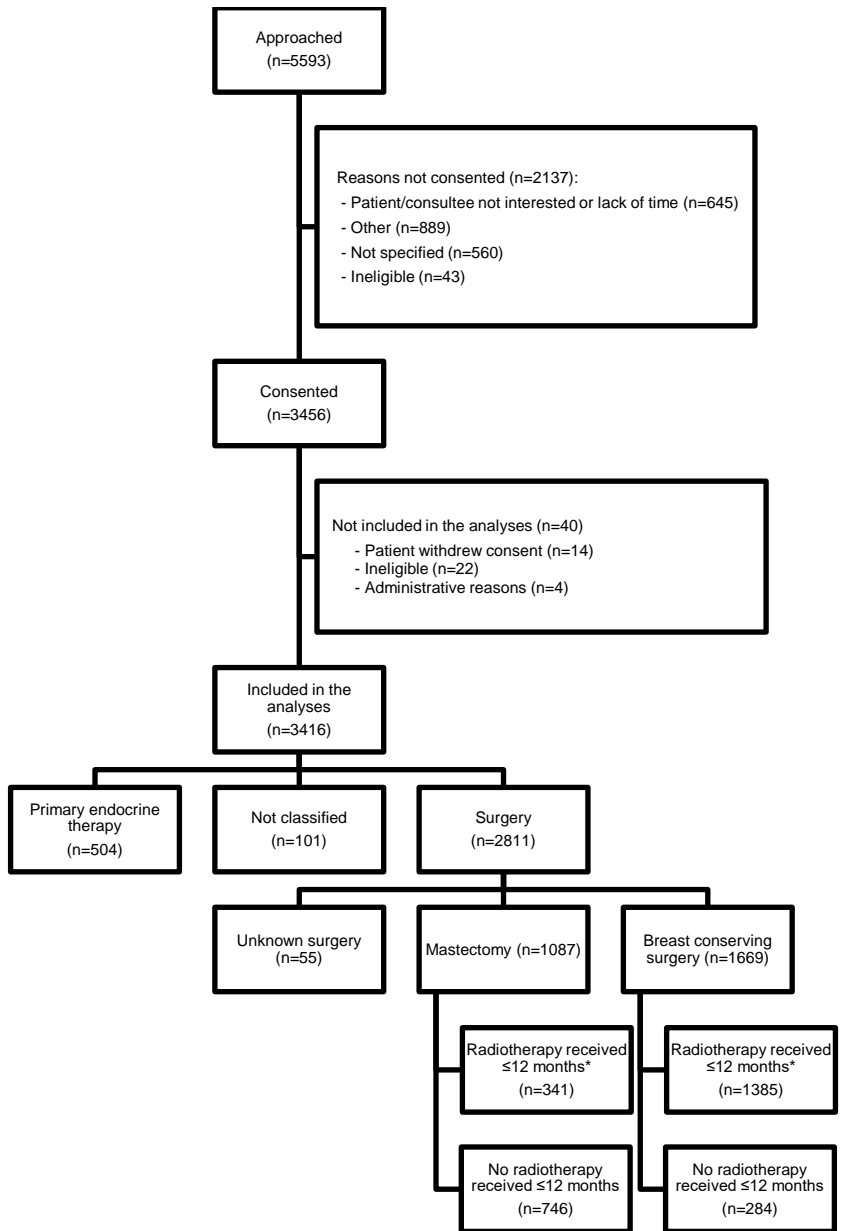 Approached
(n=5593)
Reasons not consented (n=2137):
- Patient/consultee not interested or lack of time (n=645)
- Other (n=889)
- Not specified (n=560)
- Ineligible (n=43)
Consented
(n=3456)
Not included in the analyses (n=40)
- Patient withdrew consent (n=14)
- Ineligible (n=22)
- Administrative reasons (n=4)
Included in the
analyses
(n=3416)
Primary endocrine
therapy
(n=504)
Not classified
(n=101)
Surgery
(n=2811)
Unknown surgery
(n=55)
Mastectomy (n=1087)
Breast conserving
surgery (n=1669)
Radiotherapy received
≤12 months*
(n=341)
Radiotherapy received
≤12 months*
(n=1385)
No radiotherapy
received ≤12 months
(n=746)
No radiotherapy
received ≤12 months
(n=284)